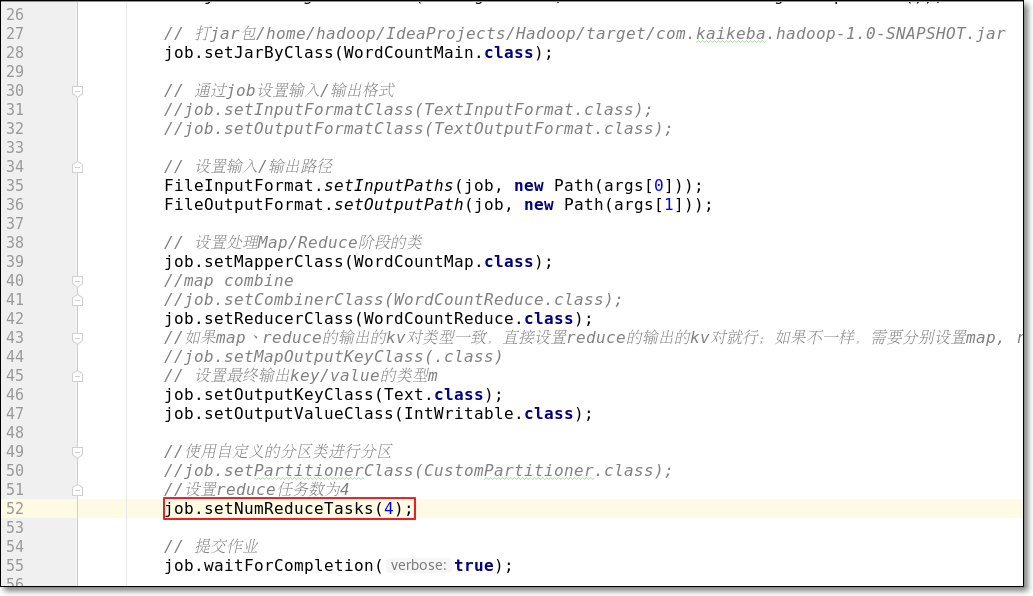 26
27 // 打jar包/home/hadoop/IdeaProjects/Hadoop/target/com.kaikeba.hadoop-1.0-SNAPSHOT.jar
28 job.setJarByClass(WordCountMain.class);
29
30 // 通过job设置输入/输出格式
31 //job.setInputFormatClass(TextInputFormat.class);
32 //job.setOutputFormatClass(TextOutputFormat.class);
33
34 // 设置输入/输出路径
35 FileInputFormat.setInputPaths(job, new Path(args[0]));
36 FileOutputFormat.setOutputPath(job, new Path(args[1]));
37
38 // 设置处理Map/Reduce阶段的类
39 job.setMapperClass(WordCountMap.class);
40 //map combine
41 //job.setCombinerClass(WordCountReduce.class);
42 job.setReducerClass(WordCountReduce.class);
43 //如果map、reduce的输出的kv对类型一致，直接设置reduce的输出的kv对就行；如果不一样，需要分别设置map,
44 //job.setMapOutputKeyClass(.class)
45 // 设置最终输出key/value的类型m
46 job.setOutputKeyClass(Text.class);
47 job.setOutputValueClass(IntWritable.class);
48
49 //使用自定义的分区类进行分区
50 //job.setPartitionerClass(CustomPartitioner.class);
51 //设置reduce任务数为4
52 job.setNumReduceTasks(4);
53
54 // 提交作业
55 job.waitForCompletion( verbose: true);
56